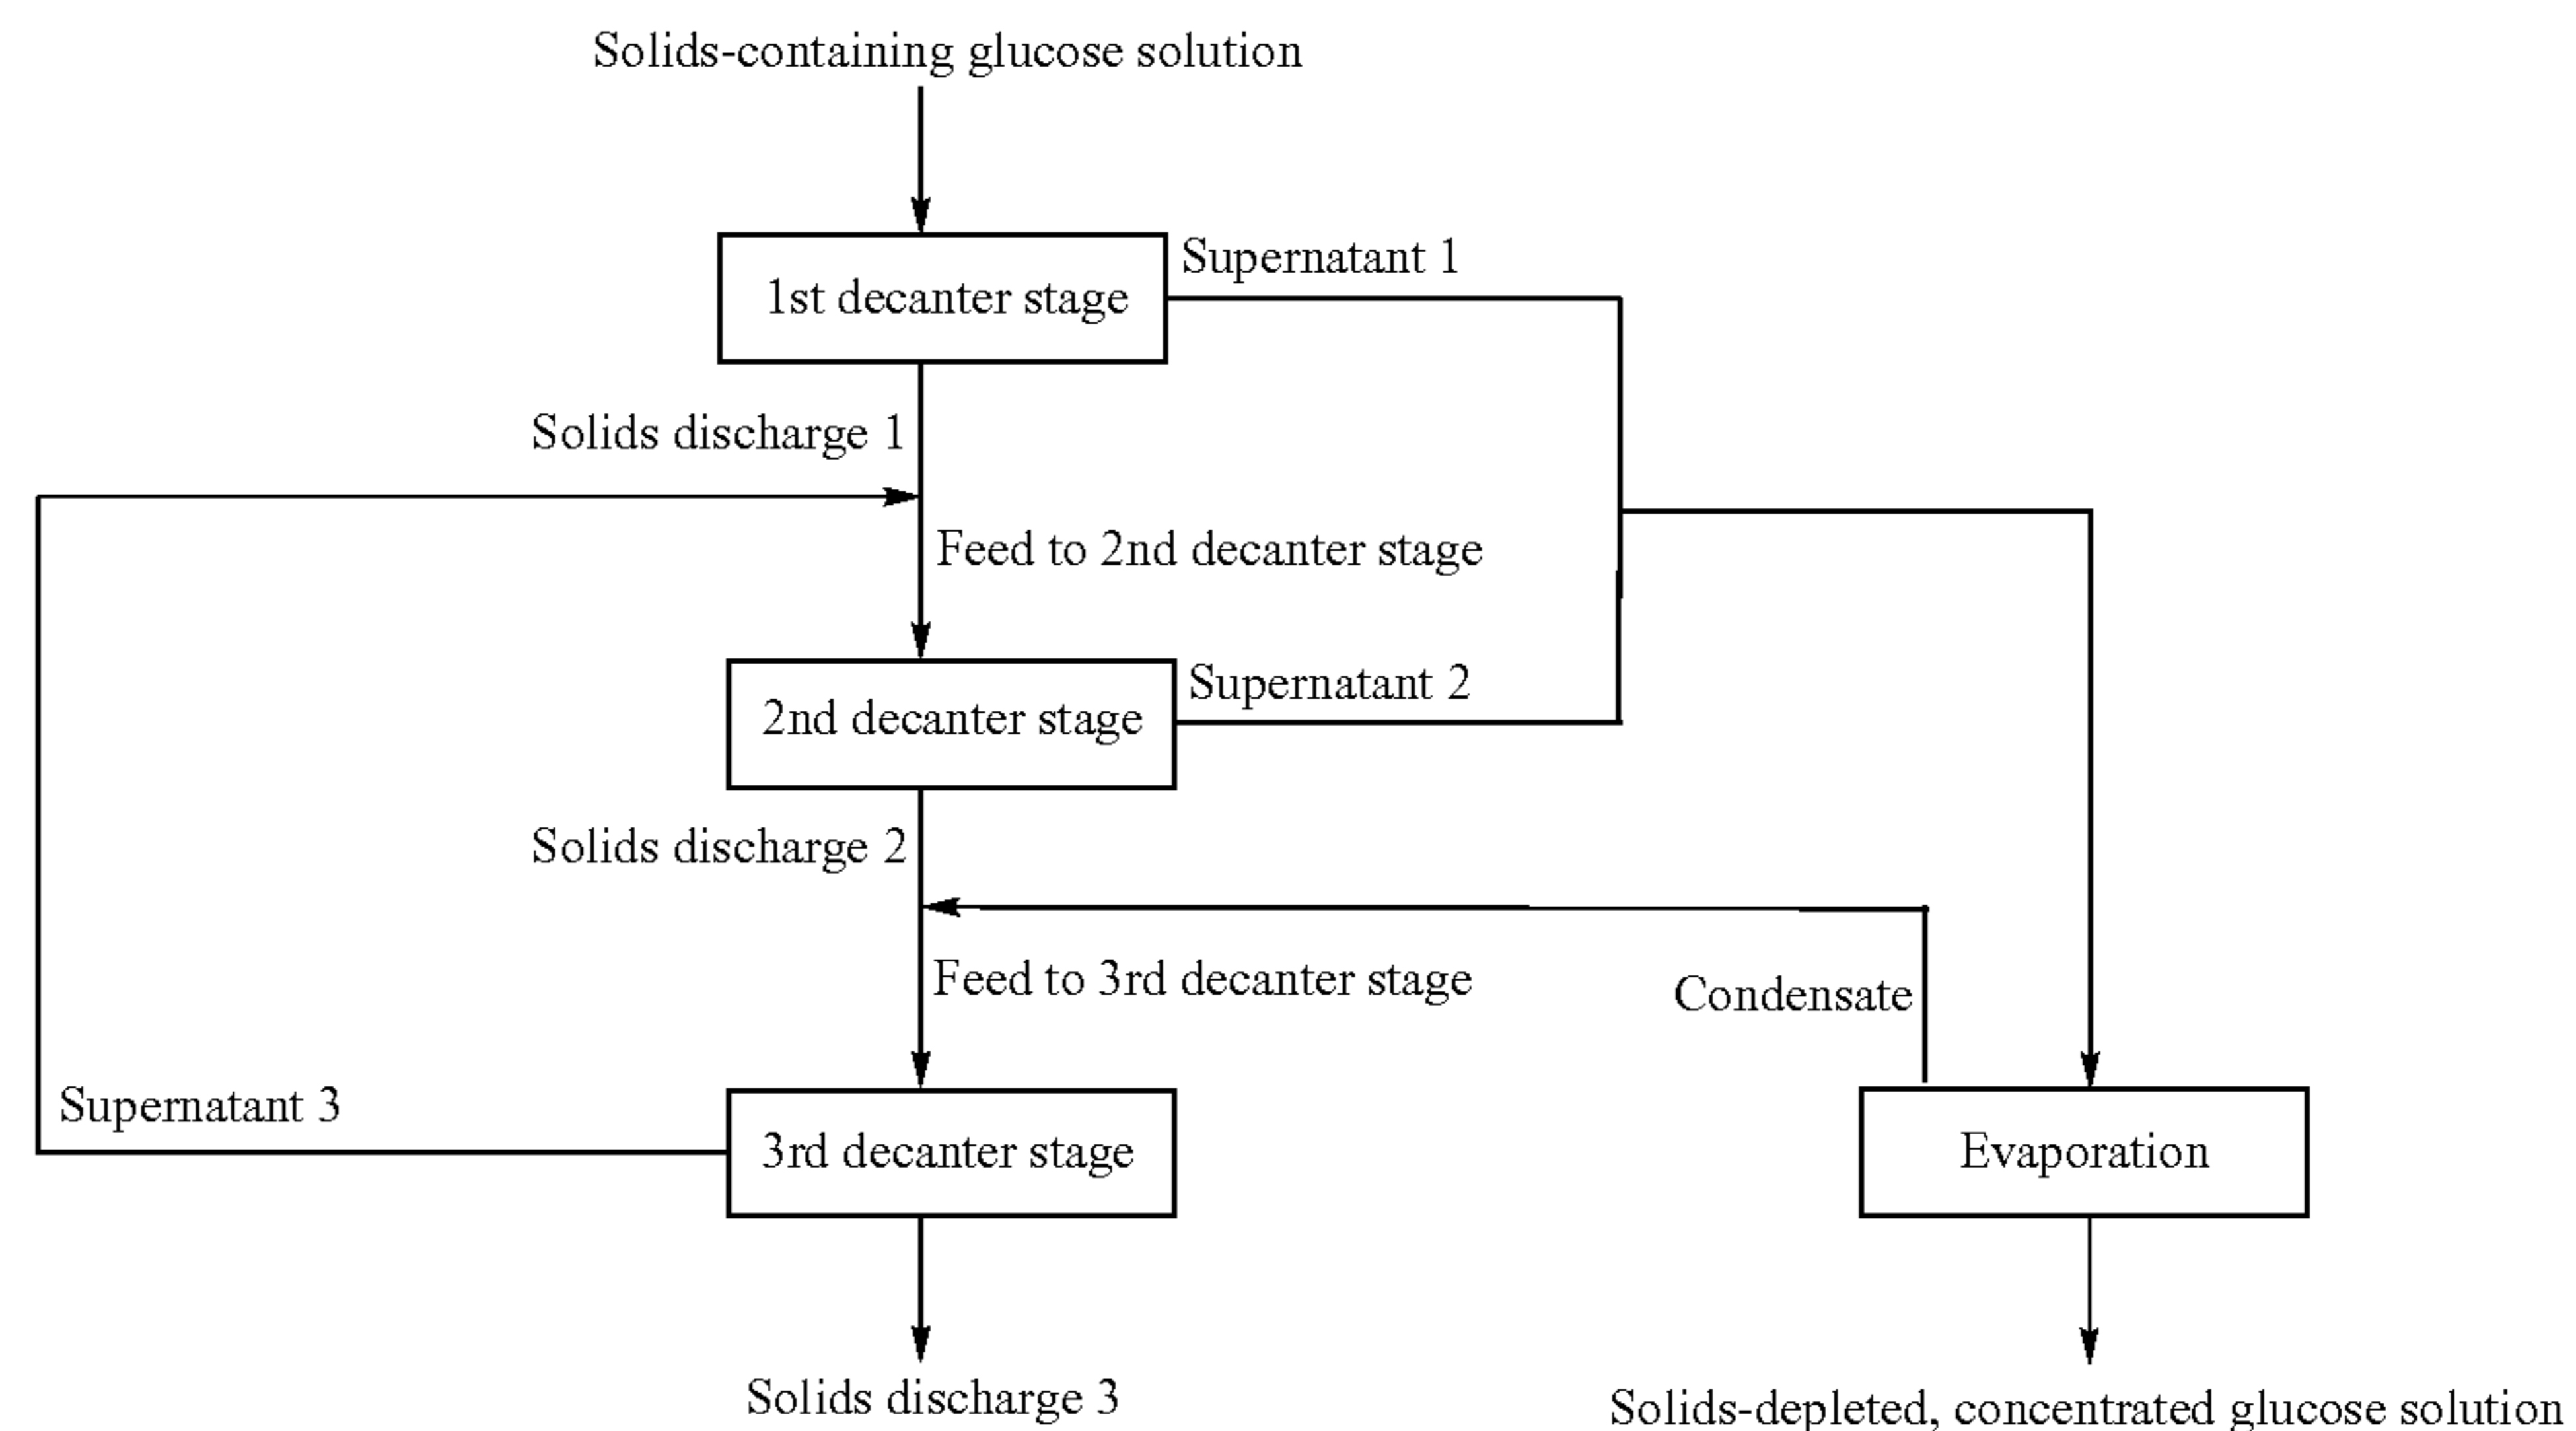 Solids-containing glucose solution
1st decanter stage
Supernatant 1
Solids discharge 1
Feed to 2nd decanter stage
2nd decanter stage
Supernatant 2
Solids discharge 2
Feed to 3rd decanter stage
Condensate
Supernatant 3
3rd decanter stage
Evaporation
Solids discharge 3
Solids-depleted, concentrated glucose solution